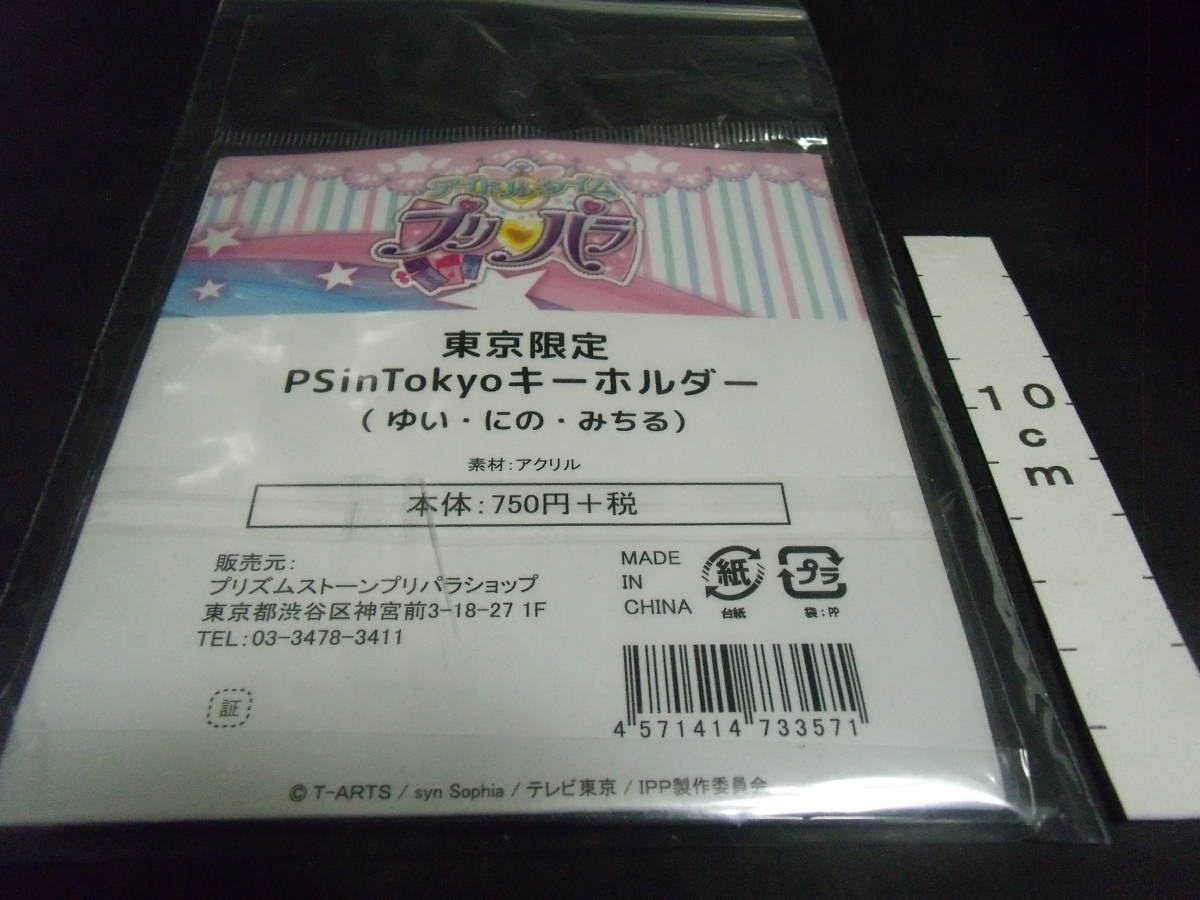 アイドルタイム
プリパラ
東京限定
PSinTokyoキーホルダー
(ゆい・にの・みちる)
素材:アクリル
本体:750円+税
販売元:
プリズムストーンプリパラショップ
東京都渋谷区神宮前3-18-27 1F
TEL:03-3478-3411
MADE
IN
CHINA
紙
台紙
プラ
袋:PP
証
4 571414 733571
© T-ARTS / syn Sophia / テレビ東京 / IPP製作委員会
10
cm